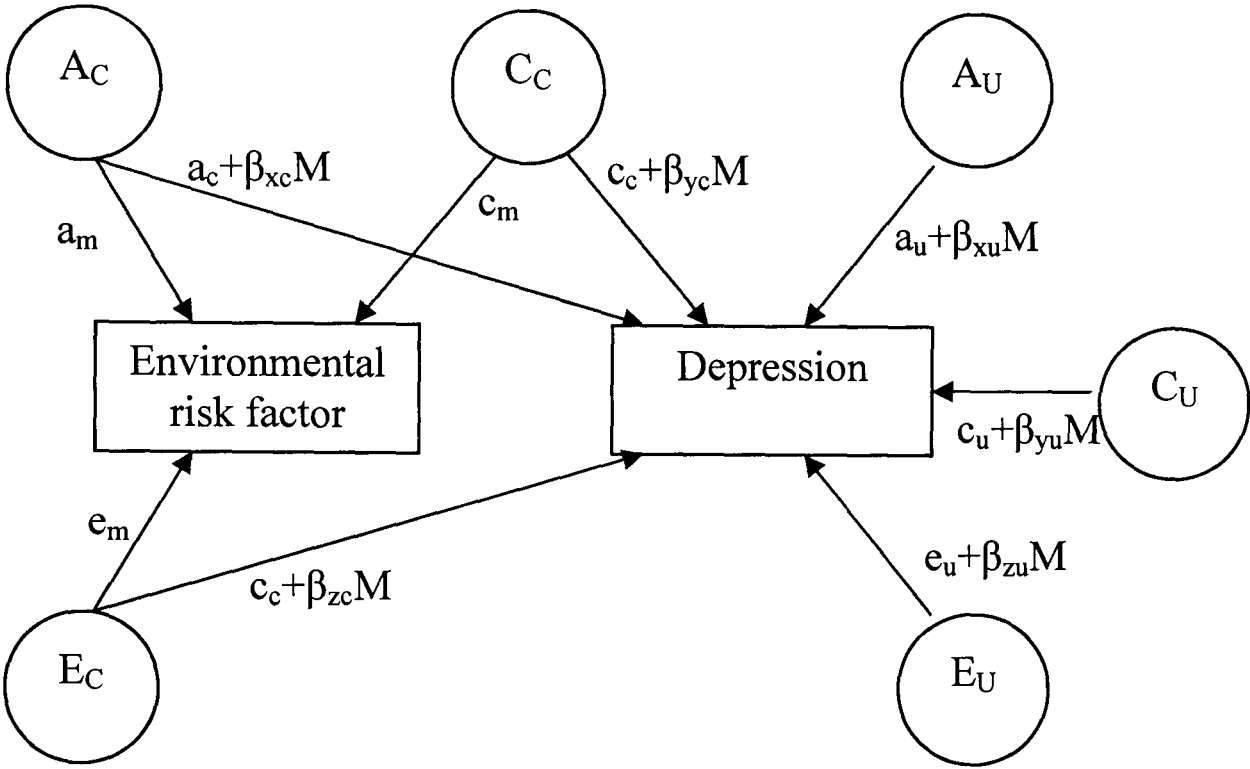 A_C
C_C
A_U
a_c+β_xcM
c_c+β_ycM
a_m
c_m
a_u+β_xuM
Environmental
risk factor
Depression
C_U
c_u+β_yuM
e_m
c_c+β_zcM
e_u+β_zuM
E_C
E_U